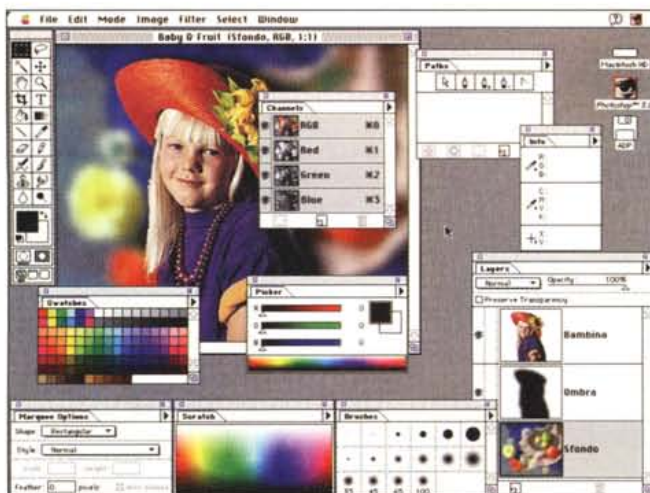 File Edit Mode Image Filter Select Window
Baby & Fruit (Sfondo, RGB, 1:1)
Paths
Macintosh HD
Channels
RGB ⌘0
Red ⌘1
Green ⌘2
Blue ⌘3
Info
Swatches
Picker
Layers
Normal Opacity: 100%
Preserve Transparency
Bambina
Ombra
Sfondo
Marquee Options
Shape: Rectangular
Style: Normal
Feather: 0 pixels
Scratch
Brushes
35 45 65 100